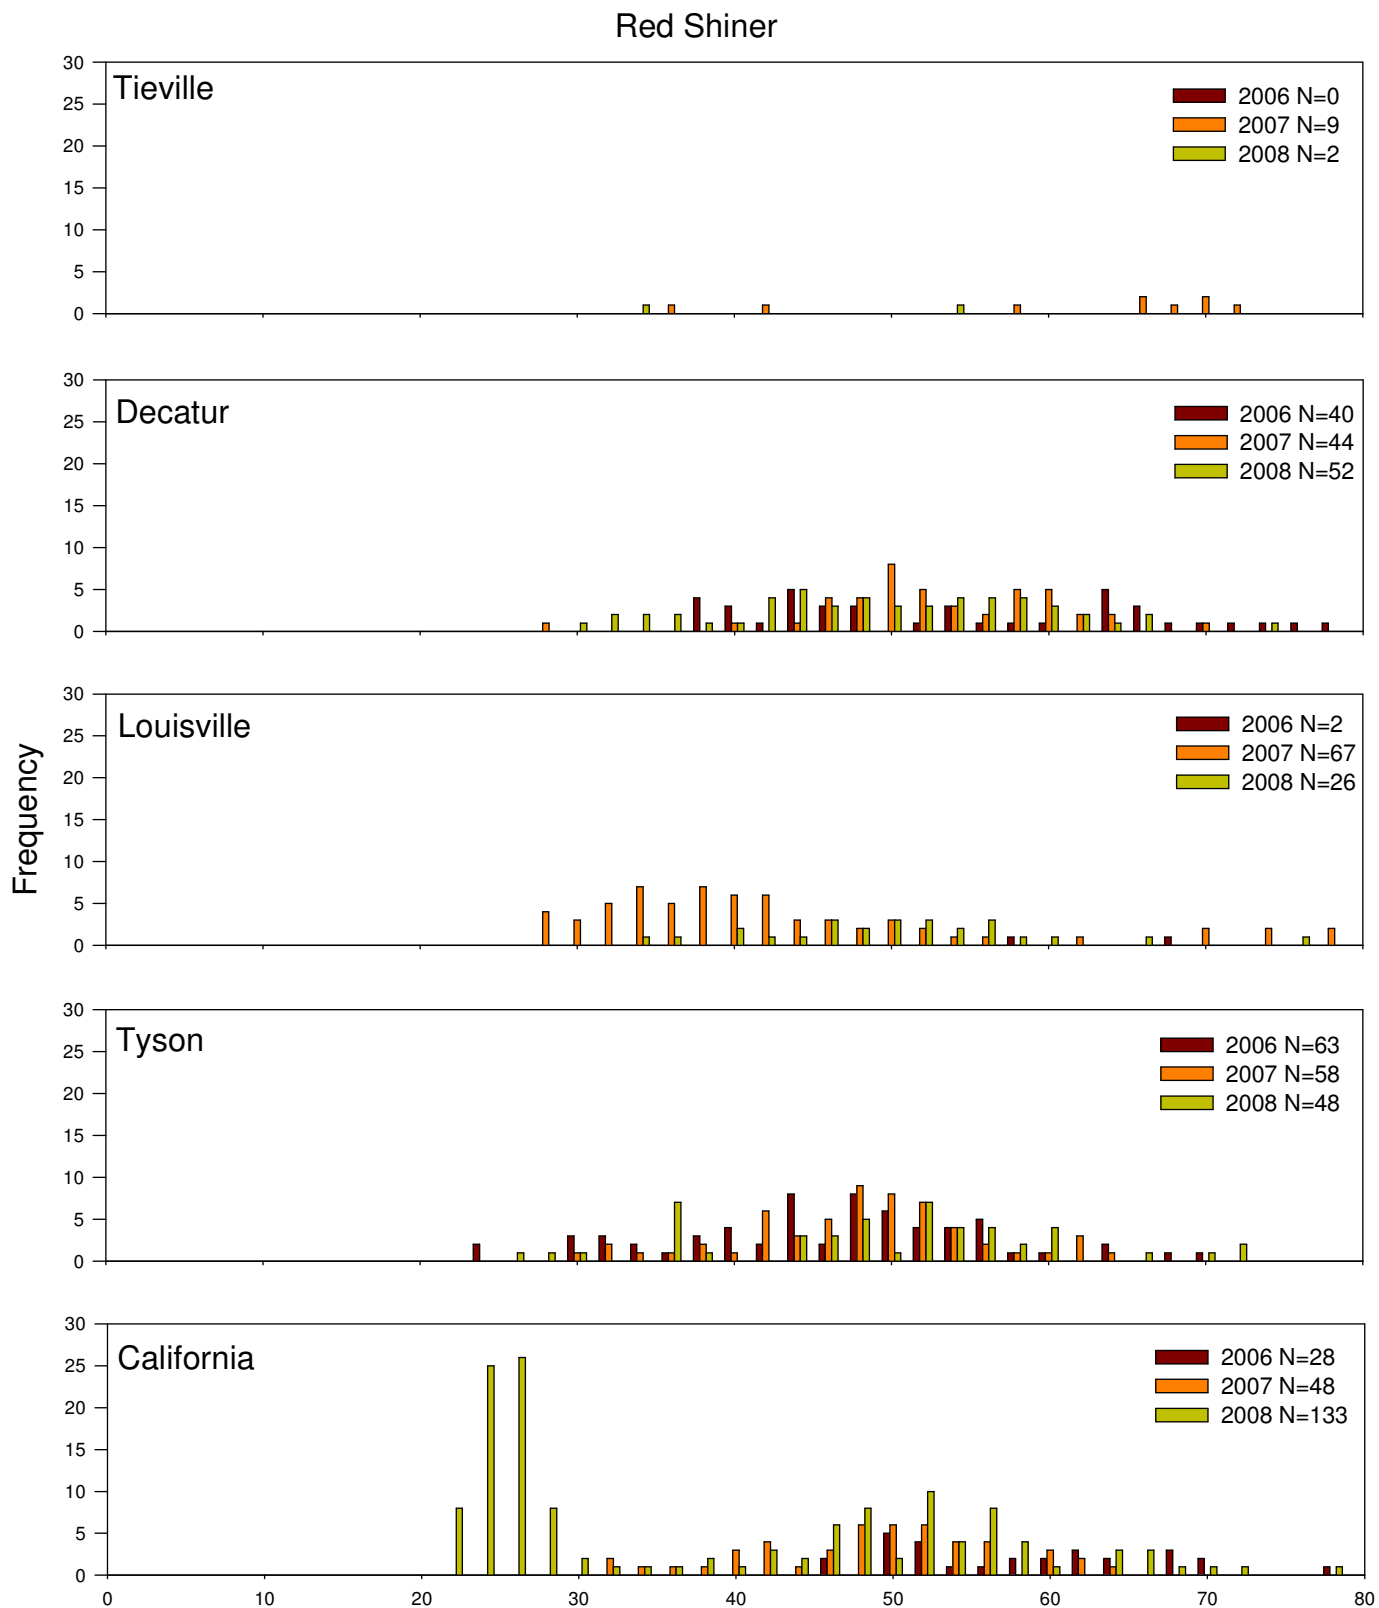 Red Shiner
30
25
20
15
10
5
0
Tieville
2006 N=0
2007 N=9
2008 N=2
30
25
20
15
10
5
0
Decatur
2006 N=40
2007 N=44
2008 N=52
Frequency
30
25
20
15
10
5
0
Louisville
2006 N=2
2007 N=67
2008 N=26
30
25
20
15
10
5
0
Tyson
2006 N=63
2007 N=58
2008 N=48
30
25
20
15
10
5
0
California
2006 N=28
2007 N=48
2008 N=133
0 10 20 30 40 50 60 70 80